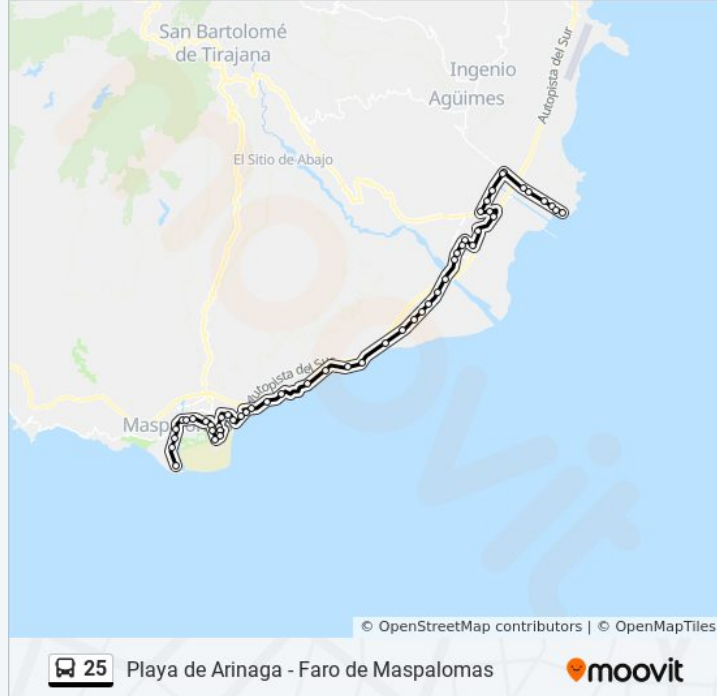 San Bartolomé
de Tirajana
Ingenio
Agüimes
Autopista del Sur
El Sitio de Abajo
Autopista del Sur
© OpenStreetMap contributors | © OpenMapTiles
25 Playa de Arinaga - Faro de Maspalomas
moovit